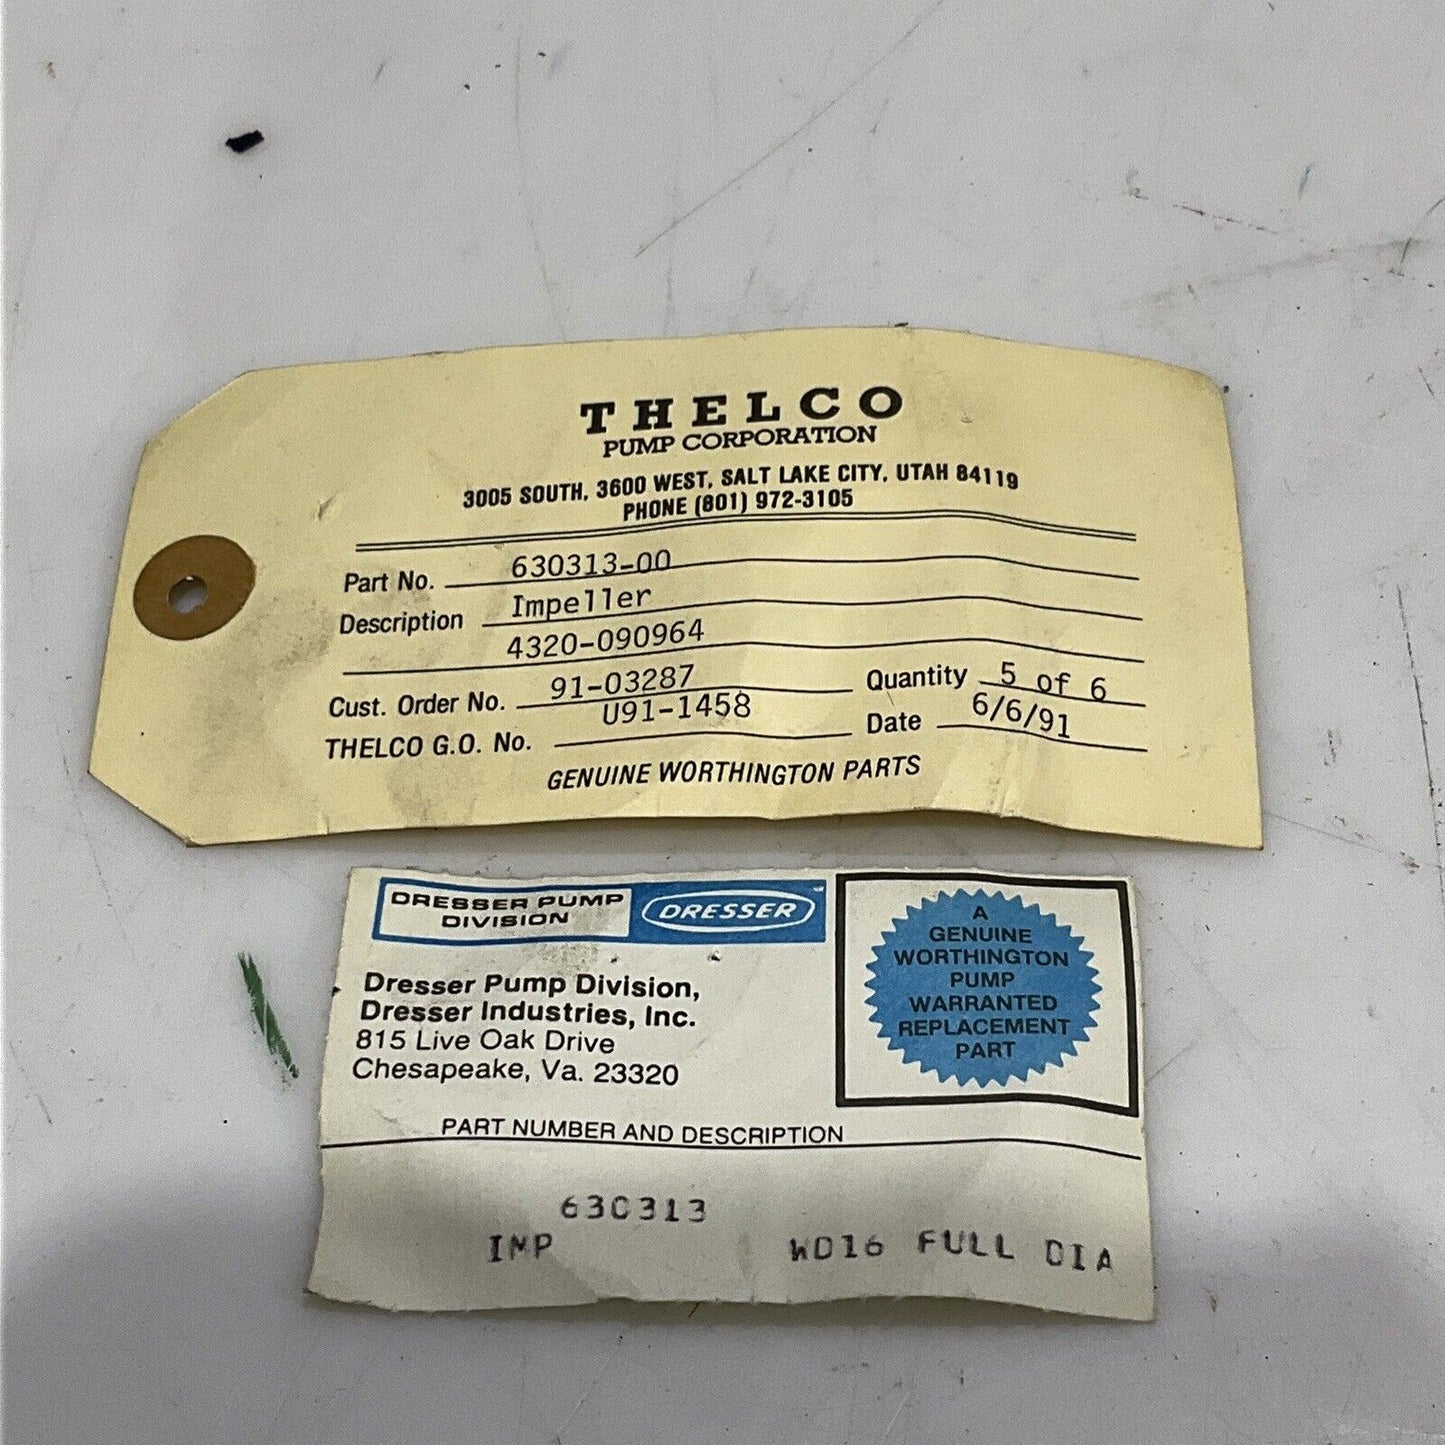 THELCO
PUMP CORPORATION
3005 SOUTH, 3600 WEST, SALT LAKE CITY, UTAH 84119
PHONE (801) 972-3105
Part No. 630313-00
Description Impeller
4320-090964
Cust. Order No. 91-03287 Quantity 5 of 6
THELCO G.O. No. U91-1458 Date 6/6/91
GENUINE WORTHINGTON PARTS
DRESSER PUMP
DIVISION
DRESSER
Dresser Pump Division,
Dresser Industries, Inc.
815 Live Oak Drive
Chesapeake, Va. 23320
A
GENUINE
WORTHINGTON
PUMP
WARRANTED
REPLACEMENT
PART
PART NUMBER AND DESCRIPTION
630313
IMP WD16 FULL DIA